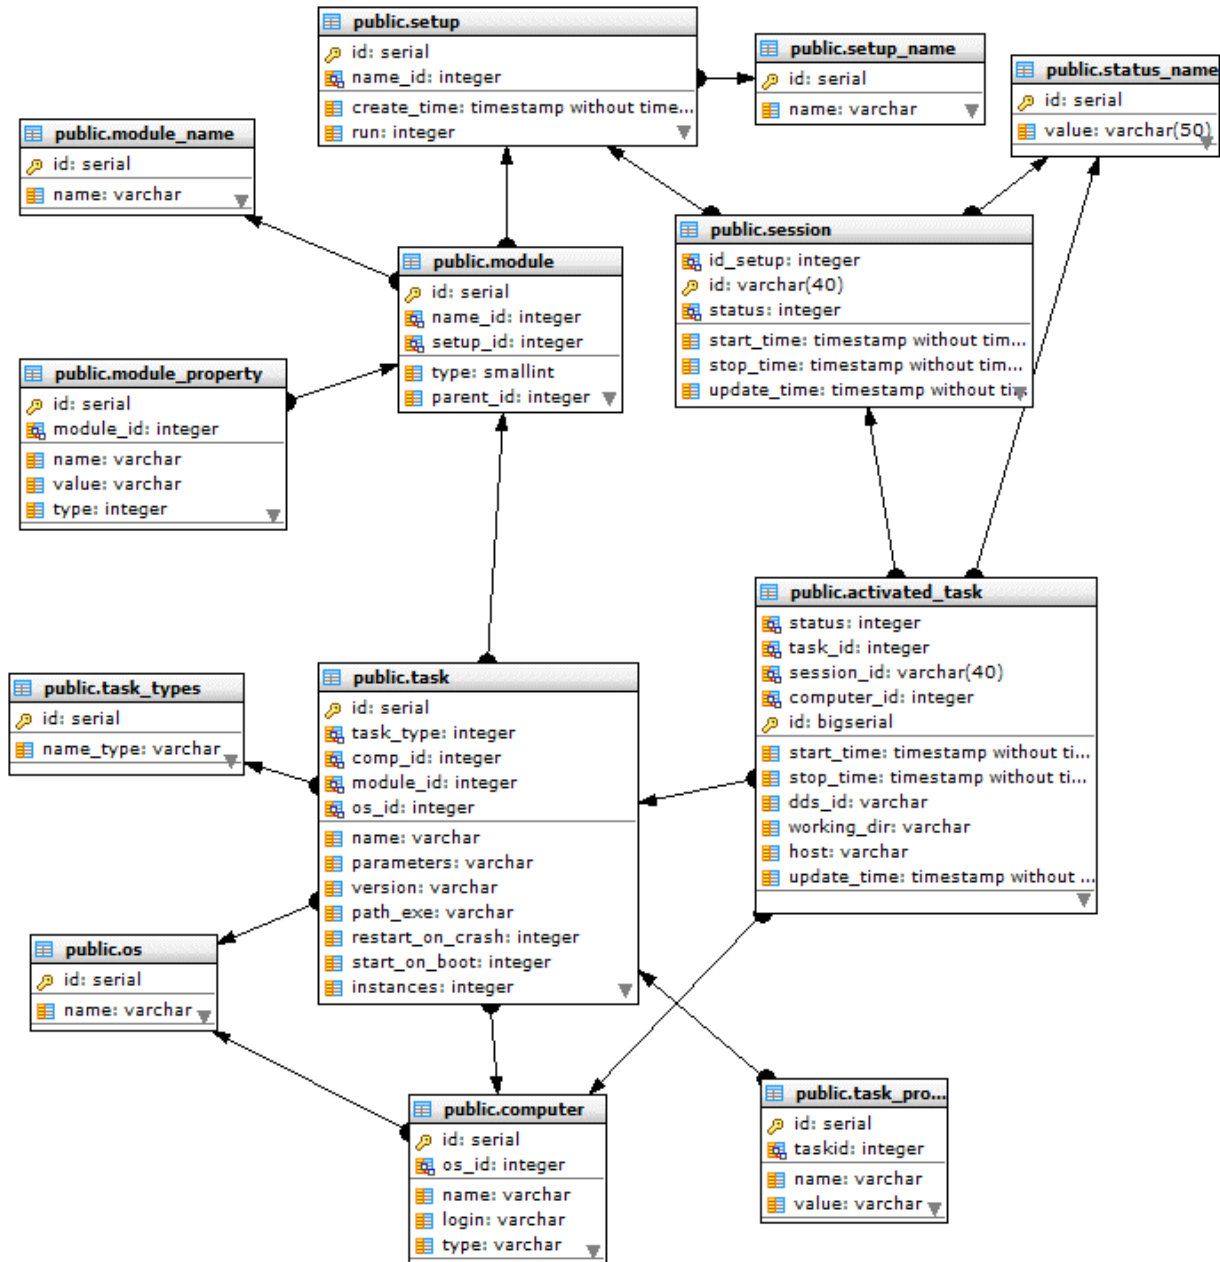 public.setup
id: serial
name_id: integer
create_time: timestamp without time...
run: integer
public.setup_name
id: serial
name: varchar
public.status_name
id: serial
value: varchar(50)
public.module_name
id: serial
name: varchar
public.module
id: serial
name_id: integer
setup_id: integer
type: smallint
parent_id: integer
public.session
id_setup: integer
id: varchar(40)
status: integer
start_time: timestamp without tim...
stop_time: timestamp without tim...
update_time: timestamp without ti...
public.module_property
id: serial
module_id: integer
name: varchar
value: varchar
type: integer
public.activated_task
status: integer
task_id: integer
session_id: varchar(40)
computer_id: integer
id: bigserial
start_time: timestamp without ti...
stop_time: timestamp without ti...
dds_id: varchar
working_dir: varchar
host: varchar
update_time: timestamp without ...
public.task_types
id: serial
name_type: varchar
public.task
id: serial
task_type: integer
comp_id: integer
module_id: integer
os_id: integer
name: varchar
parameters: varchar
version: varchar
path_exe: varchar
restart_on_crash: integer
start_on_boot: integer
instances: integer
public.os
id: serial
name: varchar
public.computer
id: serial
os_id: integer
name: varchar
login: varchar
type: varchar
public.task_pro...
id: serial
taskid: integer
name: varchar
value: varchar